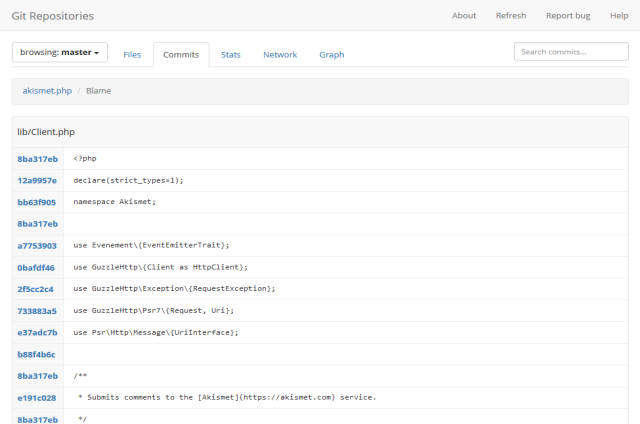 Git Repositories
About Refresh Report bug Help
browsing: master
Files Commits Stats Network Graph
Search commits...
akismet.php / Blame
lib/Client.php
8ba317eb <?php
12a9957e declare(strict_types=1);
bb63f905 namespace Akismet;
8ba317eb
a7753903 use Evenement\{EventEmitterTrait};
0bafdf46 use GuzzleHttp\{Client as HttpClient};
2f5cc2c4 use GuzzleHttp\Exception\{RequestException};
733883a5 use GuzzleHttp\Psr7\{Request, Uri};
e37adc7b use Psr\Http\Message\{UriInterface};
b88f4b6c
8ba317eb /**
e191c028 * Submits comments to the [Akismet](https://akismet.com) service.
8ba317eb */